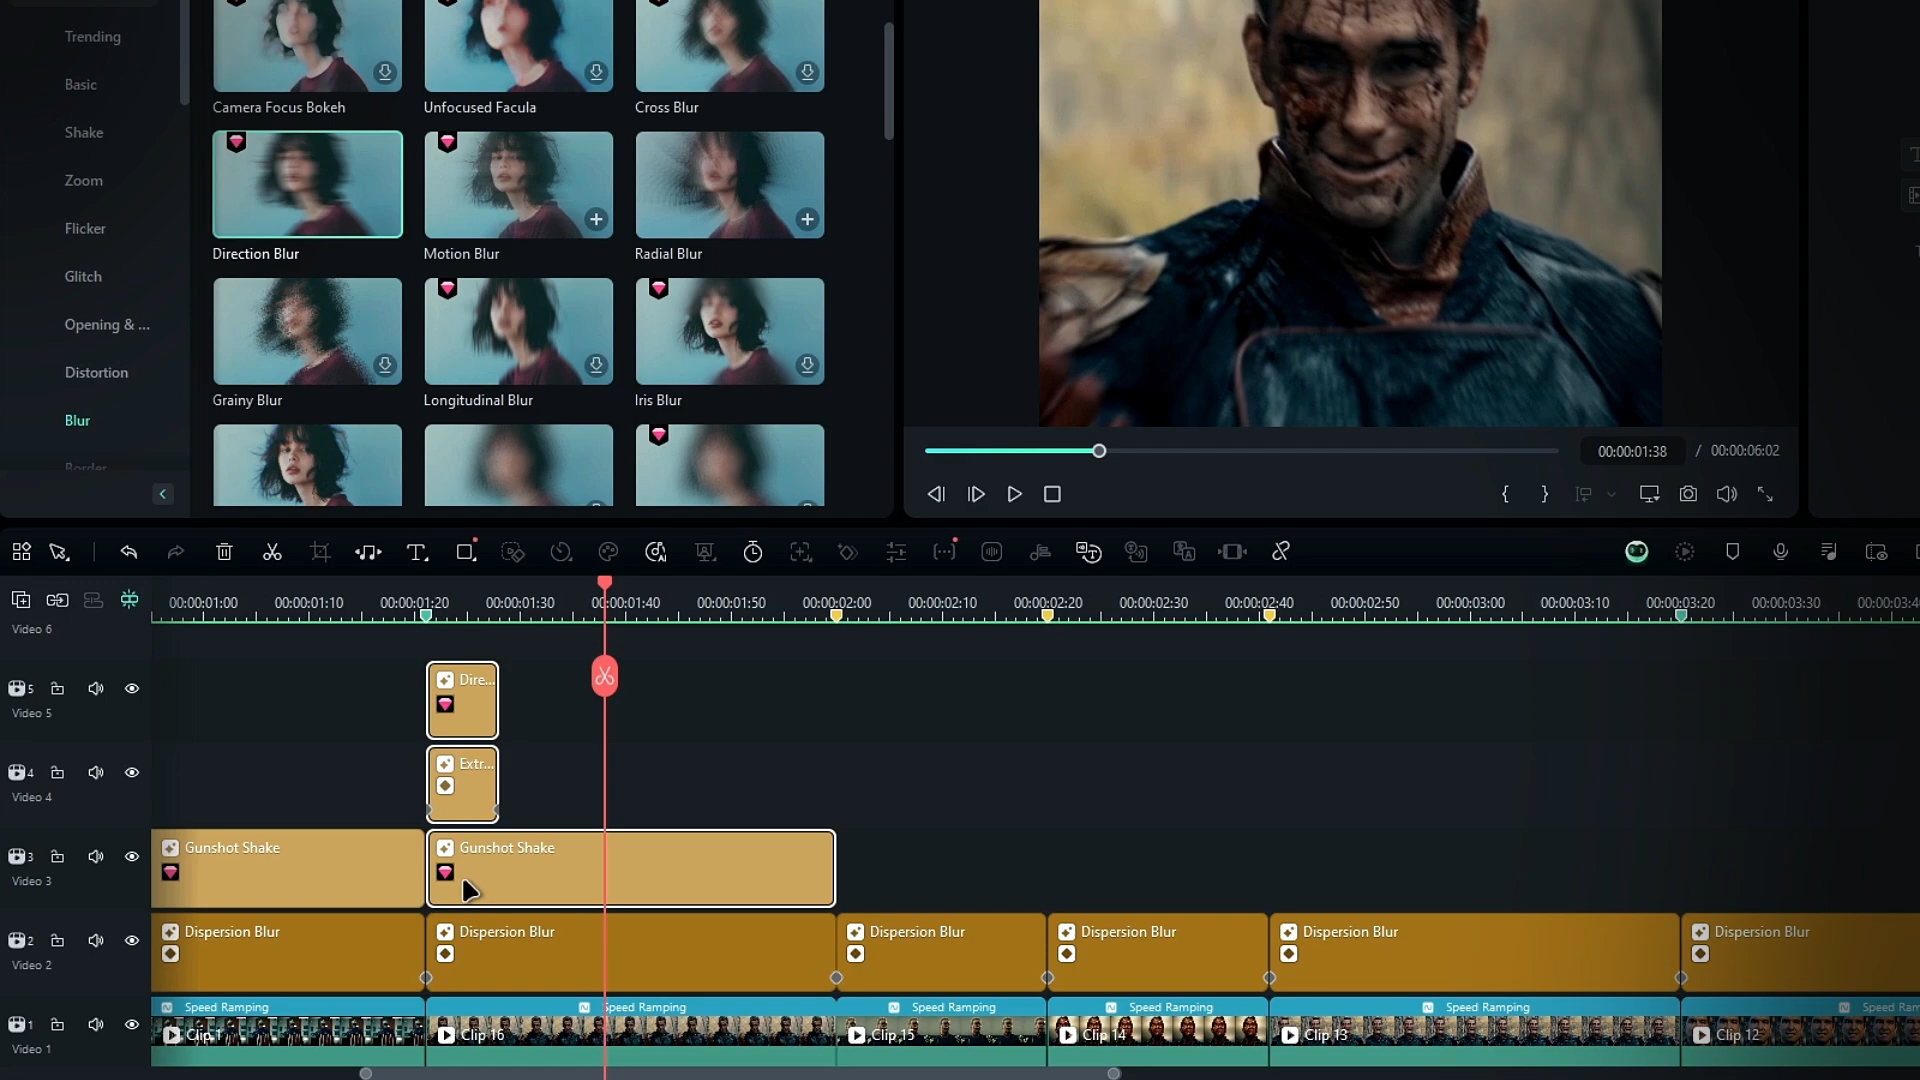 Trending
Basic
Shake
Zoom
Flicker
Glitch
Opening & ...
Distortion
Blur
Border
Camera Focus Bokeh
Unfocused Facula
Cross Blur
Direction Blur
Motion Blur
Radial Blur
Grainy Blur
Longitudinal Blur
Iris Blur
00:00:01:38 / 00:00:06:02
00:00:01:00 00:00:01:10 00:00:01:20 00:00:01:30 00:00:01:40 00:00:01:50 00:00:02:00 00:00:02:10 00:00:02:20 00:00:02:30 00:00:02:40 00:00:02:50 00:00:03:00 00:00:03:10 00:00:03:20 00:00:03:30
Video 6
5 Dire...
Video 5
4 Extr...
Video 4
3 Gunshot Shake Gunshot Shake
Video 3
2 Dispersion Blur Dispersion Blur Dispersion Blur Dispersion Blur Dispersion Blur Dispersion Blur
Video 2
Speed Ramping Speed Ramping Speed Ramping Speed Ramping Speed Ramping
1 Clip 1 Clip 16 Clip 15 Clip 14 Clip 13 Clip 12
Video 1